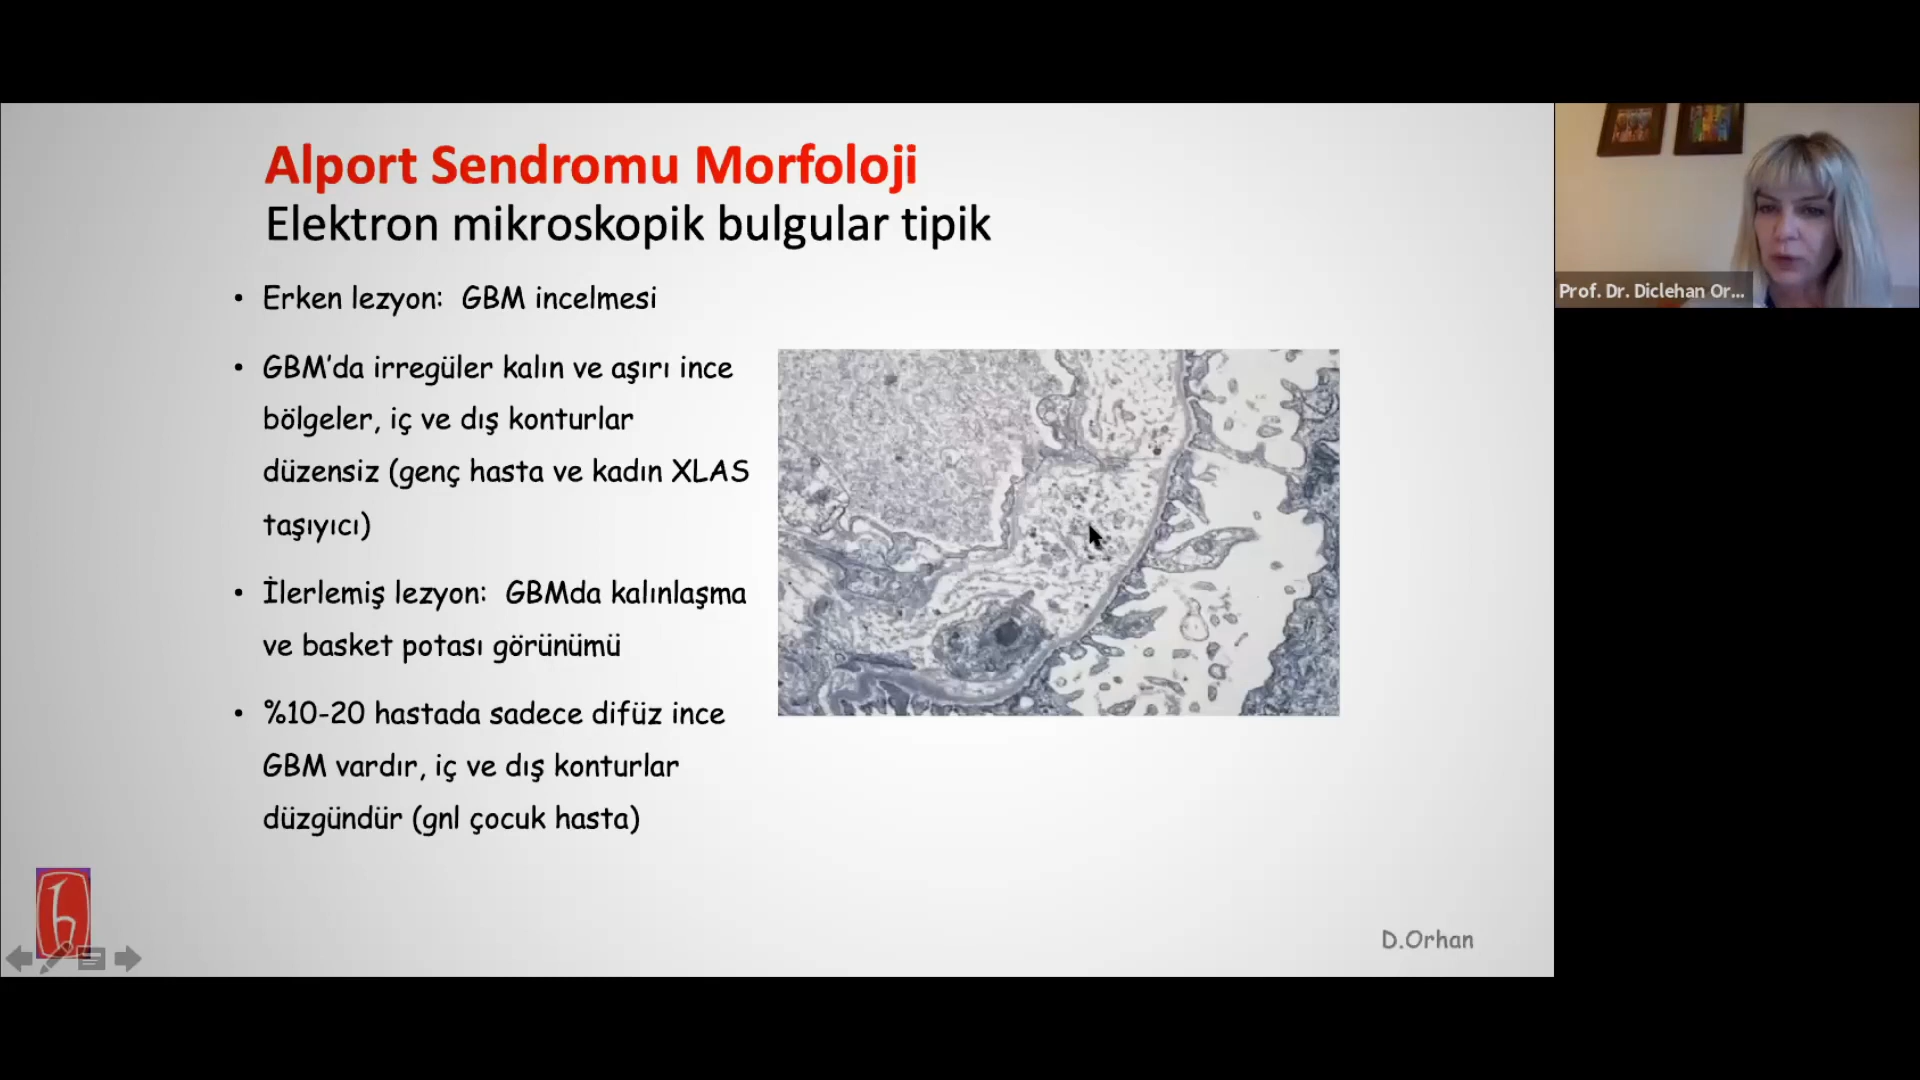 Alport Sendromu Morfoloji
Elektron mikroskopik bulgular tipik
• Erken lezyon: GBM incelmesi
• GBM'da irregüler kalın ve aşırı ince
bölgeler, iç ve dış konturlar
düzensiz (genç hasta ve kadın XLAS
taşıyıcı)
• İlerlemiş lezyon: GBMda kalınlaşma
ve basket potası görünümü
• %10-20 hastada sadece difüz ince
GBM vardır, iç ve dış konturlar
düzgündür (gnl çocuk hasta)
D.Orhan
Prof. Dr. Diclehan Or...